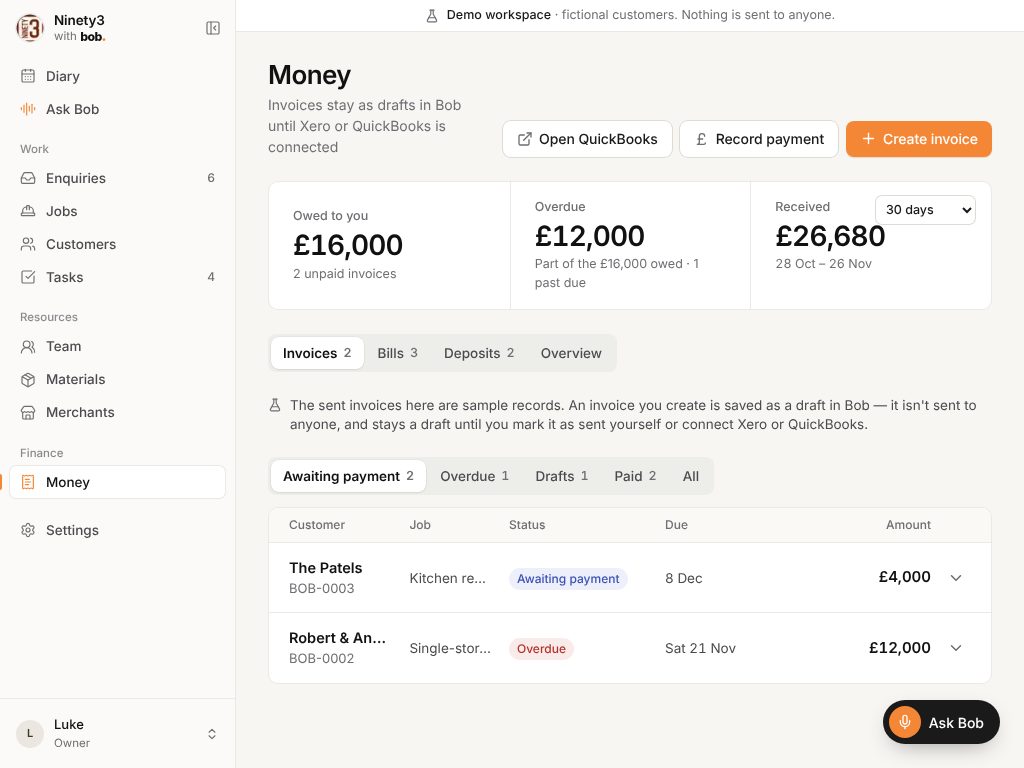 Ninety3
with bob.
Diary
Ask Bob
Work
Enquiries 6
Jobs
Customers
Tasks 4
Resources
Team
Materials
Merchants
Finance
Money
Settings
L
Luke
Owner
Demo workspace · fictional customers. Nothing is sent to anyone.
Money
Invoices stay as drafts in Bob
until Xero or QuickBooks is
connected
Open QuickBooks
£ Record payment
+ Create invoice
Owed to you
£16,000
2 unpaid invoices
Overdue
£12,000
Part of the £16,000 owed · 1
past due
Received
30 days
£26,680
28 Oct – 26 Nov
Invoices 2 Bills 3 Deposits 2 Overview
The sent invoices here are sample records. An invoice you create is saved as a draft in Bob — it isn't sent to
anyone, and stays a draft until you mark it as sent yourself or connect Xero or QuickBooks.
Awaiting payment 2 Overdue 1 Drafts 1 Paid 2 All
Customer Job Status Due Amount
The Patels
BOB-0003
Kitchen re... Awaiting payment 8 Dec £4,000
Robert & An...
BOB-0002
Single-stor... Overdue Sat 21 Nov £12,000
Ask Bob